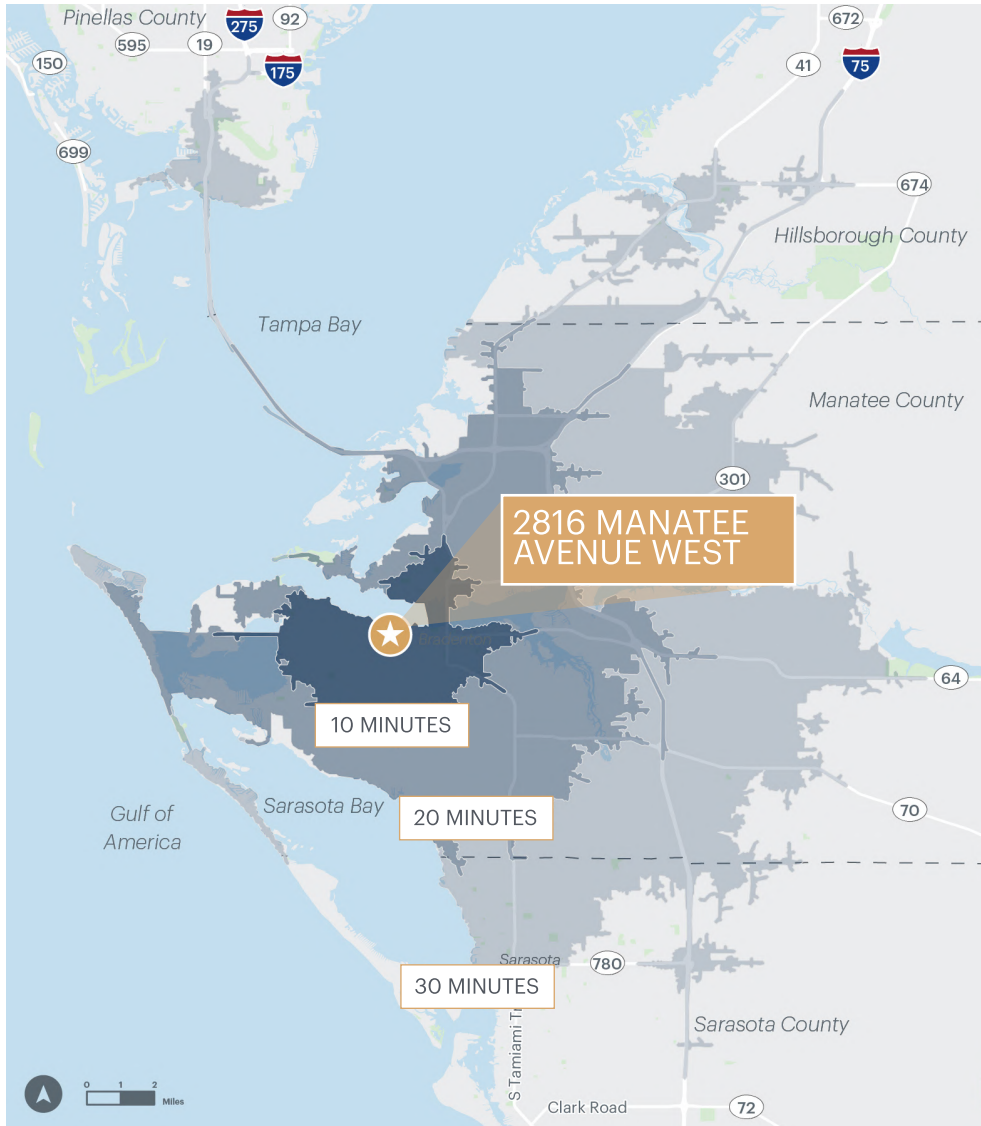 Pinellas County
275
92
672
595
19
41
150
175
75
699
674
Hillsborough County
Tampa Bay
Manatee County
301
2816 MANATEE
AVENUE WEST
Bradenton
64
10 MINUTES
Sarasota Bay
20 MINUTES
Gulf of
America
70
Sarasota
780
30 MINUTES
Sarasota County
S Tamiami
0 1 2
Miles
Clark Road
72